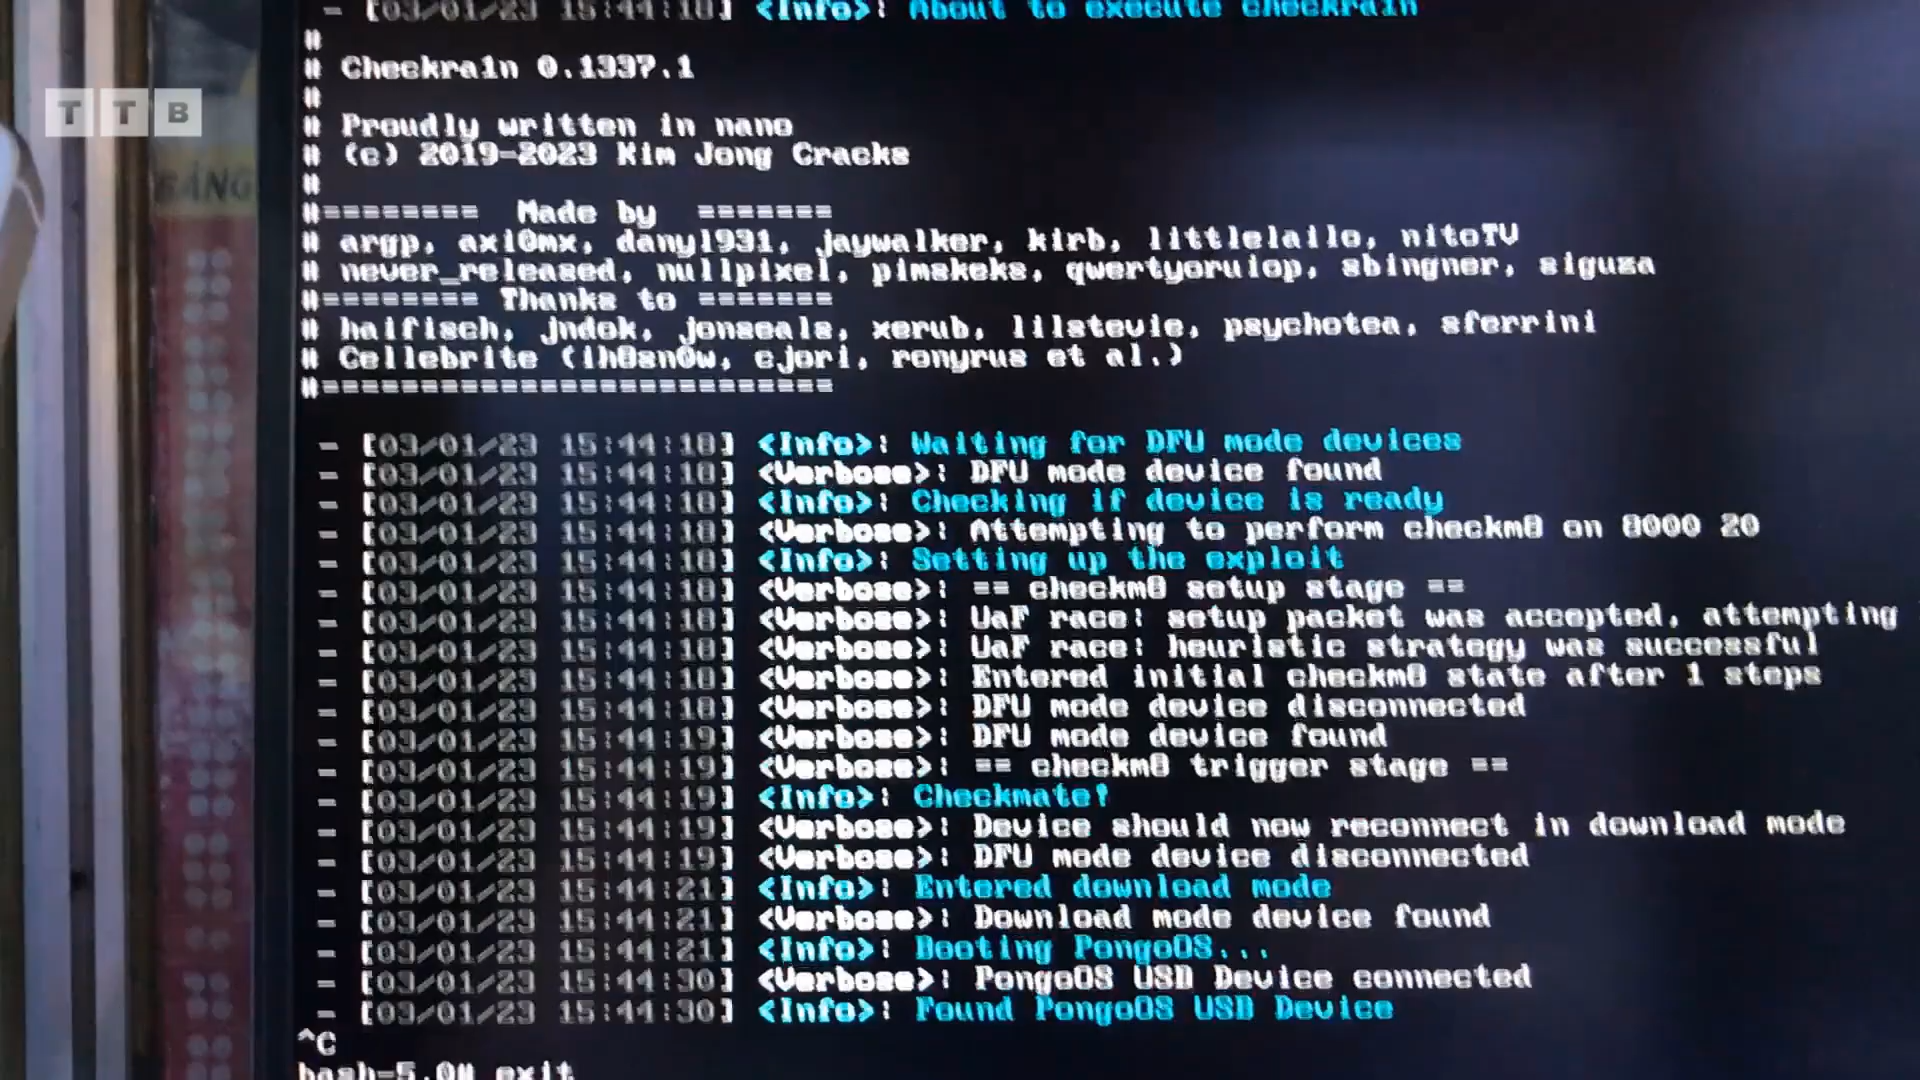 - [03/01/23 15:44:18] <Info>: About to execute checkra1n
#
# Checkra1n 0.1337.1
#
# Proudly written in nano
# (c) 2019-2023 Kim Jong Cracks
#
#======== Made by =======
# argp, axi0mx, danyl931, jaywalker, kirb, littlelailo, nitoTV
# never_released, nullpixel, pimskeks, qwertyoruiop, sbingner, siguza
#======== Thanks to =======
# haifisch, jndok, jonseals, xerub, lilstevie, psychotea, sferrini
# Cellebrite (ih8sn0w, cjori, ronyrus et al.)
#==========================
- [03/01/23 15:44:18] <Info>: Waiting for DFU mode devices
- [03/01/23 15:44:18] <Verbose>: DFU mode device found
- [03/01/23 15:44:18] <Info>: Checking if device is ready
- [03/01/23 15:44:18] <Verbose>: Attempting to perform checkm8 on 8000 20
- [03/01/23 15:44:18] <Info>: Setting up the exploit
- [03/01/23 15:44:18] <Verbose>: == checkm8 setup stage ==
- [03/01/23 15:44:18] <Verbose>: UaF race: setup packet was accepted, attempting
- [03/01/23 15:44:18] <Verbose>: UaF race: heuristic strategy was successful
- [03/01/23 15:44:18] <Verbose>: Entered initial checkm8 state after 1 steps
- [03/01/23 15:44:18] <Verbose>: DFU mode device disconnected
- [03/01/23 15:44:19] <Verbose>: DFU mode device found
- [03/01/23 15:44:19] <Verbose>: == checkm8 trigger stage ==
- [03/01/23 15:44:19] <Info>: Checkmate!
- [03/01/23 15:44:19] <Verbose>: Device should now reconnect in download mode
- [03/01/23 15:44:19] <Verbose>: DFU mode device disconnected
- [03/01/23 15:44:21] <Info>: Entered download mode
- [03/01/23 15:44:21] <Verbose>: Download mode device found
- [03/01/23 15:44:21] <Info>: Booting PongoOS...
- [03/01/23 15:44:30] <Verbose>: PongoOS USB Device connected
- [03/01/23 15:44:30] <Info>: Found PongoOS USB Device
^C
bash-5.0# exit
TTB
BẢNG